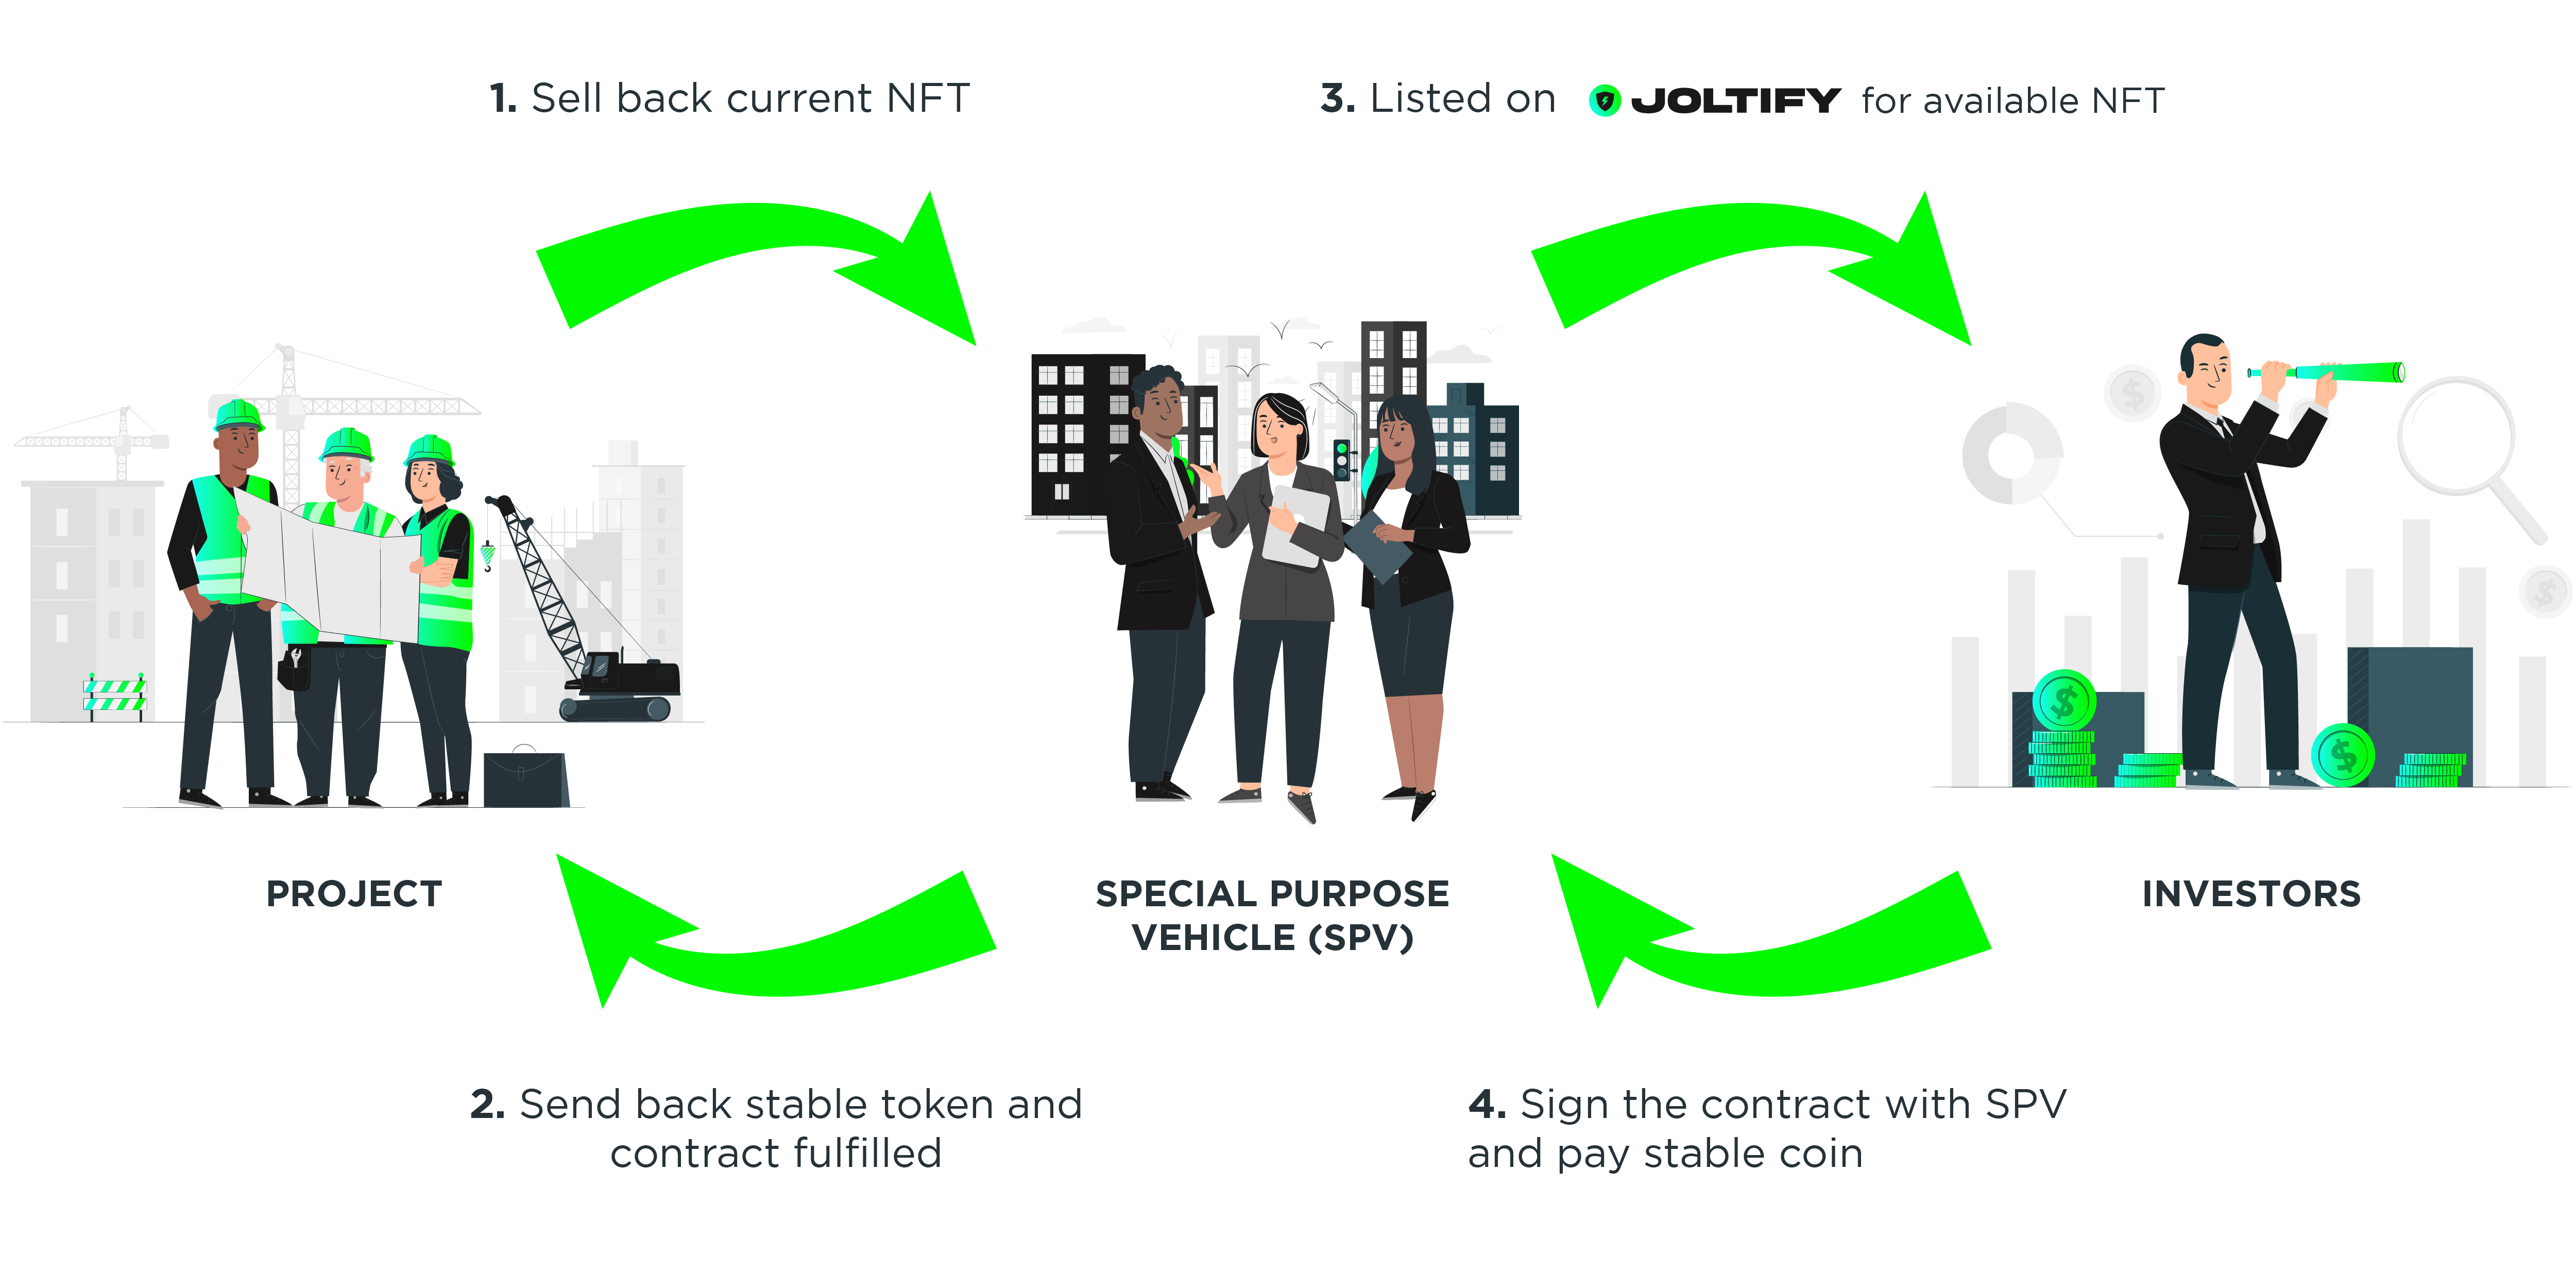 1. Sell back current NFT
3. Listed on JOLTIFY for available NFT
$
$
$
$
PROJECT
SPECIAL PURPOSE
VEHICLE (SPV)
INVESTORS
2. Send back stable token and
contract fulfilled
4. Sign the contract with SPV
and pay stable coin